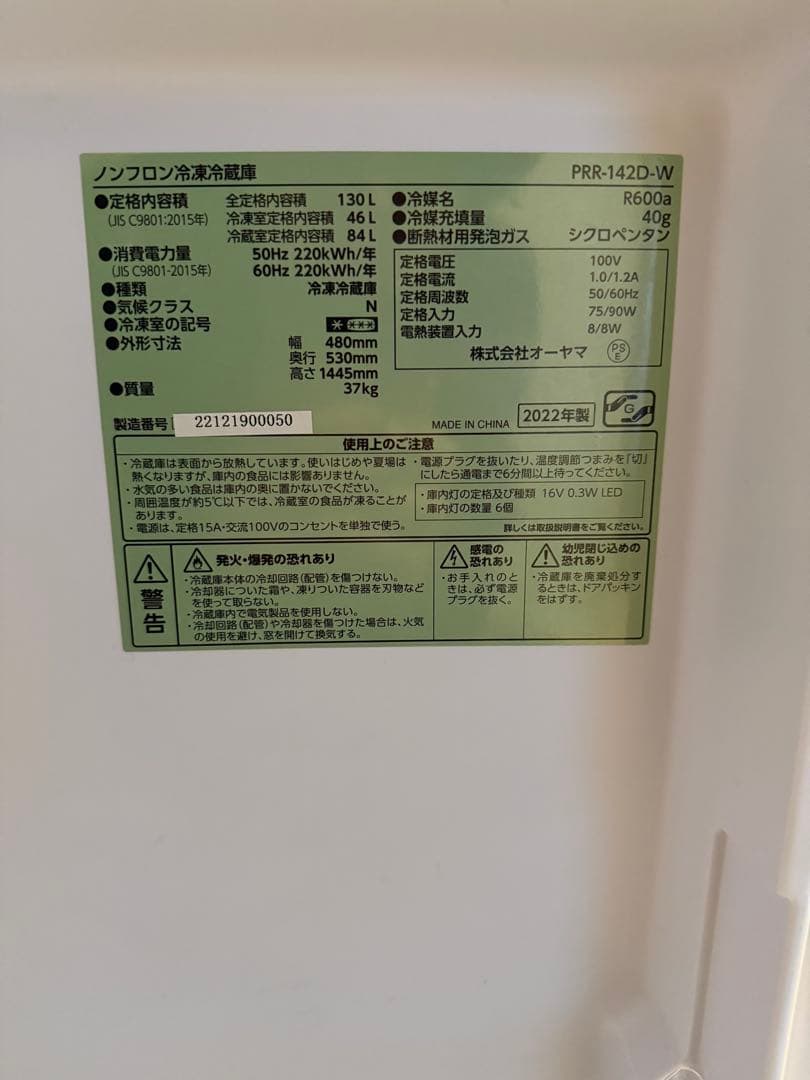 ノンフロン冷凍冷蔵庫 PRR-142D-W
●定格内容積 全定格内容積 130 L
(JIS C9801:2015年) 冷凍室定格内容積 46 L
冷蔵室定格内容積 84 L
●消費電力量 50Hz 220kWh/年
(JIS C9801-2015年) 60Hz 220kWh/年
●種類 冷凍冷蔵庫
●気候クラス N
●冷凍室の記号
●外形寸法 幅 480mm
奥行 530mm
高さ 1445mm
●質量 37kg
●冷媒名 R600a
●冷媒充填量 40g
●断熱材用発泡ガス シクロペンタン
定格電圧 100V
定格電流 1.0/1.2A
定格周波数 50/60Hz
定格入力 75/90W
電熱装置入力 8/8W
株式会社オーヤマ PS E
製造番号 22121900050 MADE IN CHINA 2022年製 G
使用上のご注意
・冷蔵庫は表面から放熱しています。使いはじめや夏場は
熱くなりますが、庫内の食品には影響ありません。
・水気の多い食品は庫内の奥に置かないでください。
・周囲温度が約5℃以下では、冷蔵室の食品が凍ることが
あります。
・電源は、定格15A・交流100Vのコンセントを単独で使う。
・電源プラグを抜いたり、温度調節つまみを「切」
にしたら通電まで6分間以上待ってください。
・庫内灯の定格及び種類 16V 0.3W LED
・庫内灯の数量 6個
詳しくは取扱説明書をご覧ください。
警告
発火・爆発の恐れあり
・冷蔵庫本体の冷却回路(配管)を傷つけない。
・冷却器についた霜や、凍りついた容器を刃物など
を使って取らない。
・冷蔵庫内で電気製品を使用しない。
・冷却回路(配管)や冷却器を傷つけた場合は、火気
の使用を避け、窓を開けて換気する。
感電の
恐れあり
・お手入れのと
きは、必ず電源
プラグを抜く。
幼児閉じ込めの
恐れあり
・冷蔵庫を廃棄処分す
るときは、ドアパッキン
をはずす。